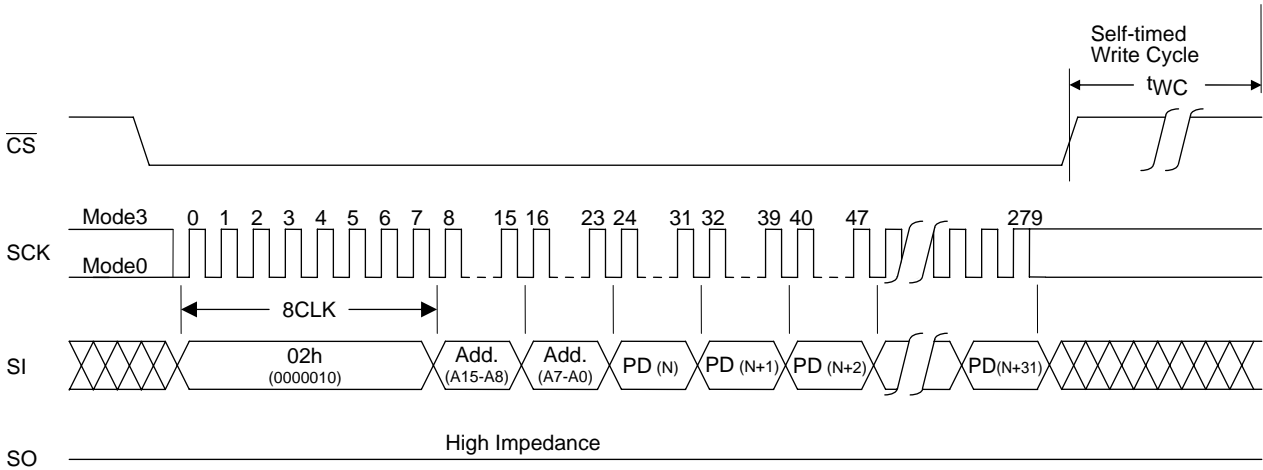 Self-timed
Write Cycle
tWC
CS
Mode3 0 1 2 3 4 5 6 7 8 15 16 23 24 31 32 39 40 47 279
SCK
Mode0
8CLK
SI
02h Add. Add. PD (N) PD (N+1) PD (N+2) PD(N+31)
(0000010) (A15-A8) (A7-A0)
High Impedance
SO